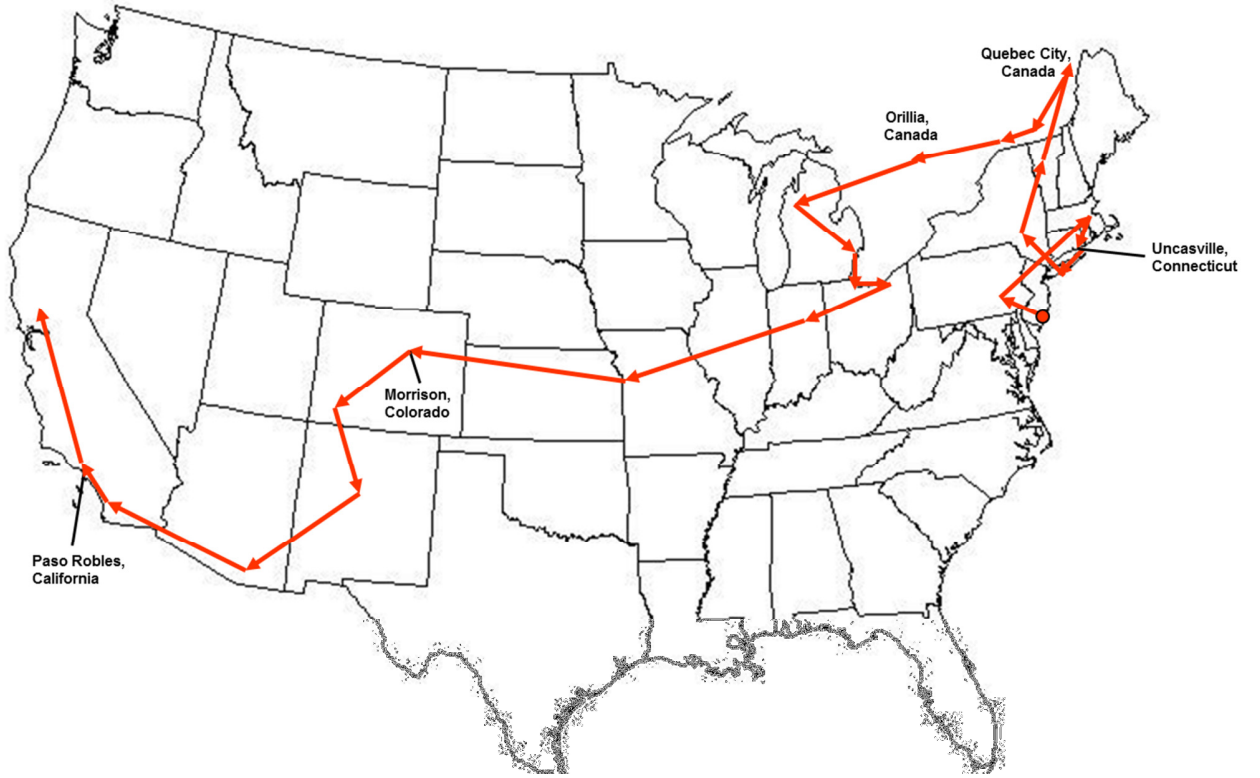 Quebec City,
Canada
Orillia,
Canada
Uncasville,
Connecticut
Morrison,
Colorado
Paso Robles,
California